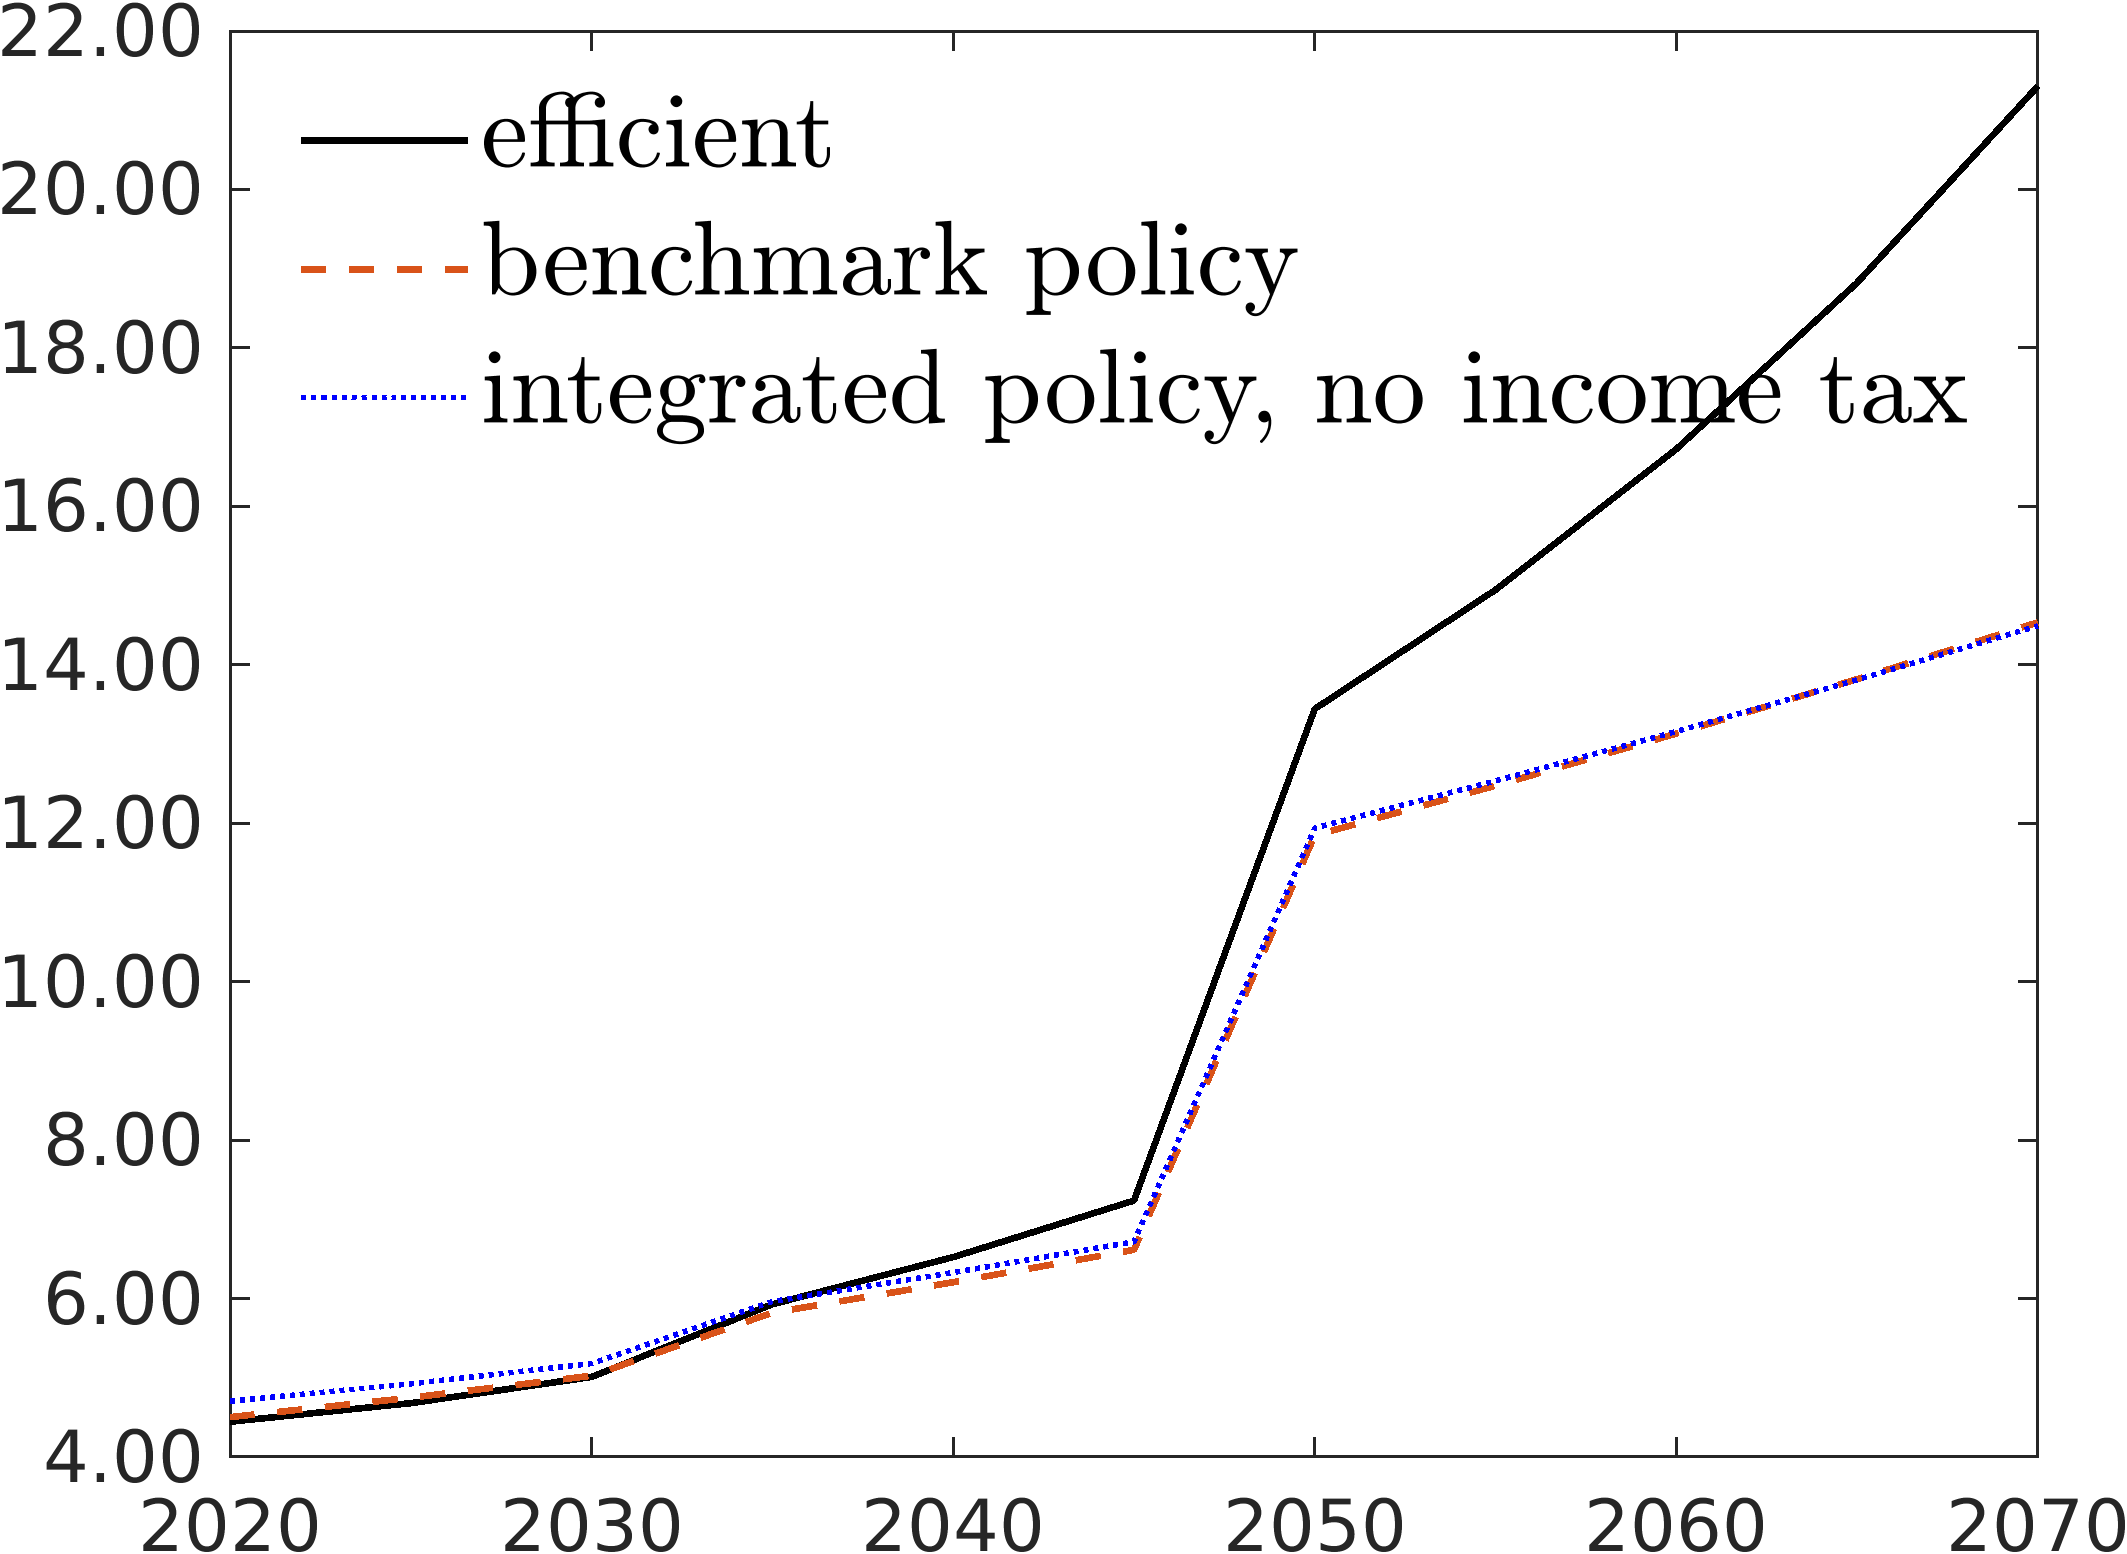 22.00
20.00
18.00
16.00
14.00
12.00
10.00
8.00
6.00
4.00
efficient
benchmark policy
integrated policy, no income tax
2020 2030 2040 2050 2060 2070